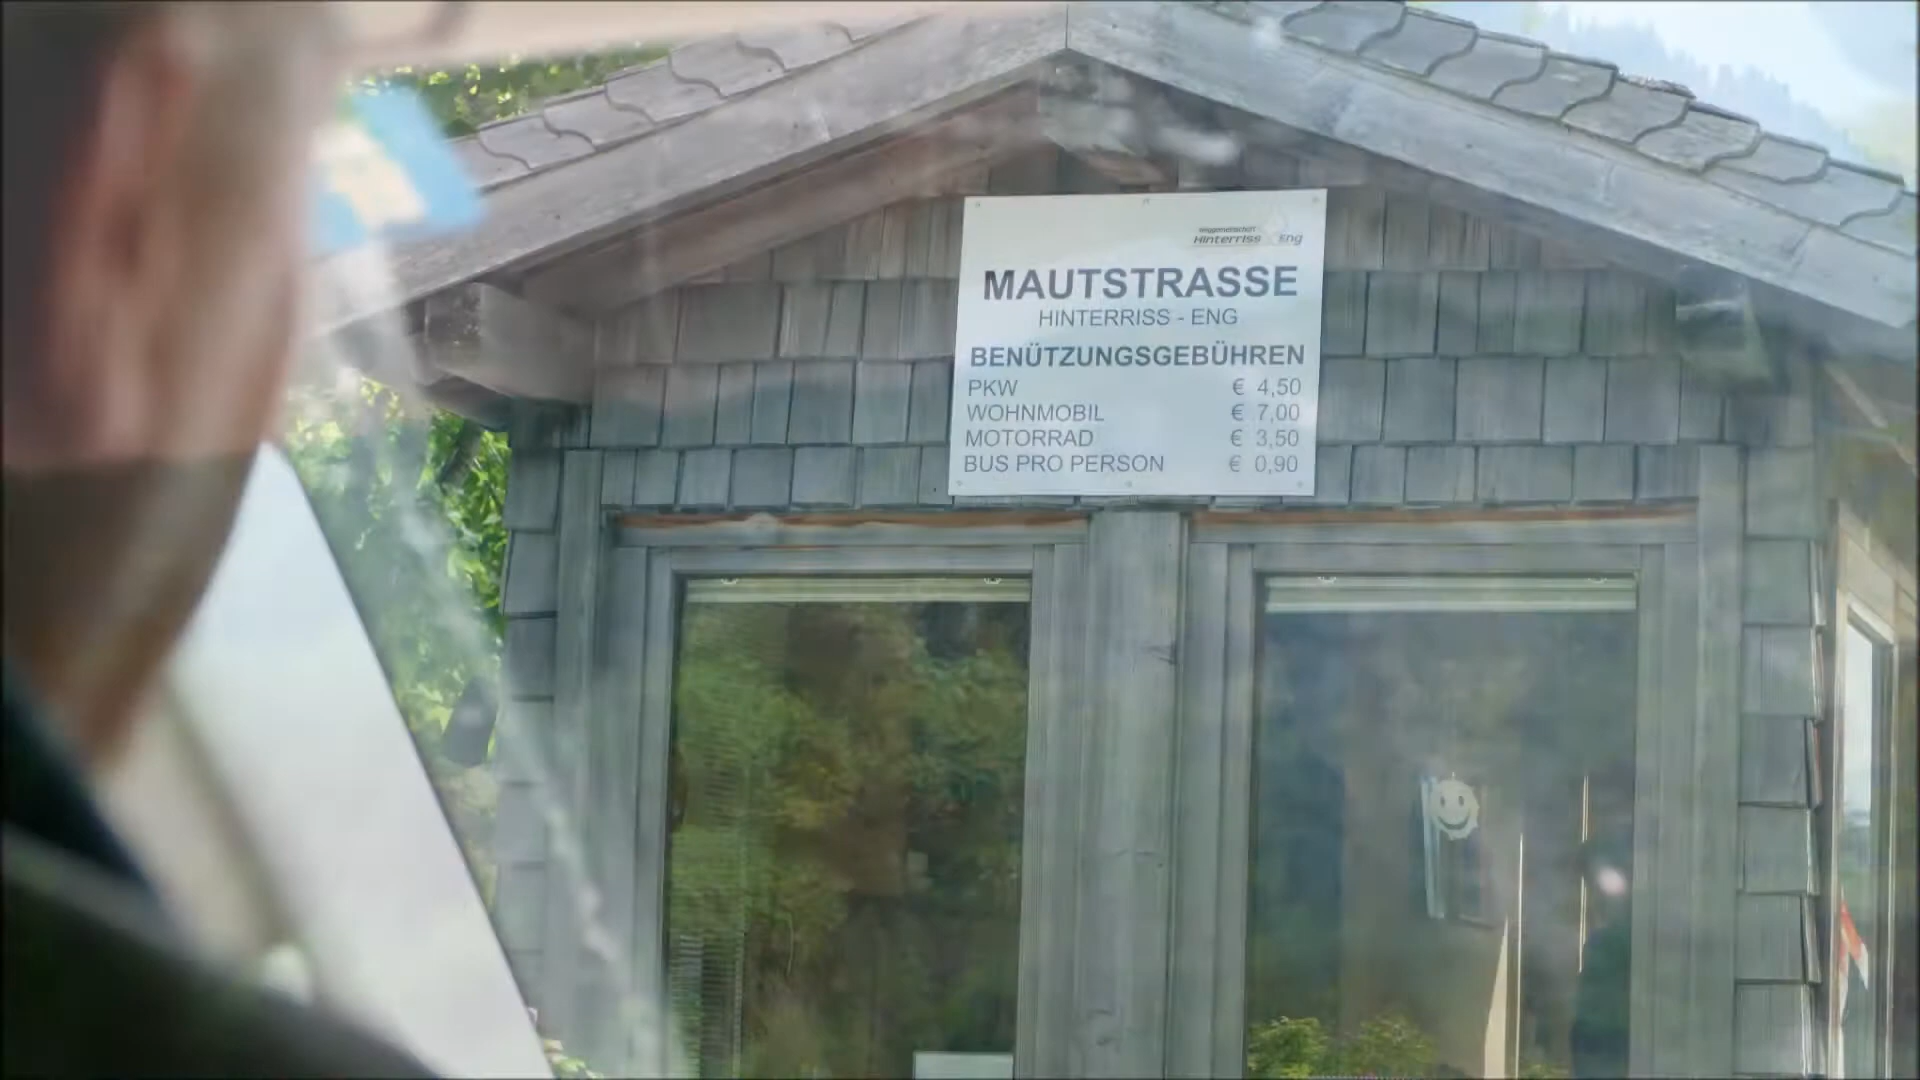 Weggemeinschaft
Hinterriss Eng
MAUTSTRASSE
HINTERRISS - ENG
BENÜTZUNGSGEBÜHREN
PKW € 4,50
WOHNMOBIL € 7,00
MOTORRAD € 3,50
BUS PRO PERSON € 0,90